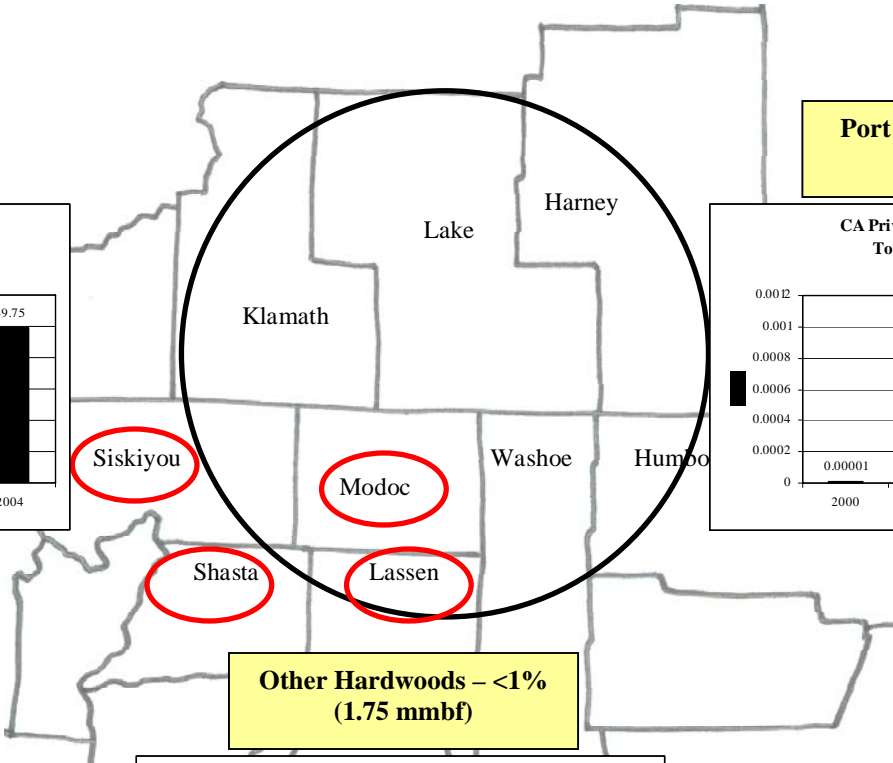 Port
Harney
Lake
CA Pri
To
0.0012
9.75
Klamath
0.001
0.0008
0.0006
0.0004
Siskiyou
Washoe
Humbo
0.0002
0.00001
Modoc
0
2004
2000
Shasta
Lassen
Other Hardwoods – <1%
(1.75 mmbf)